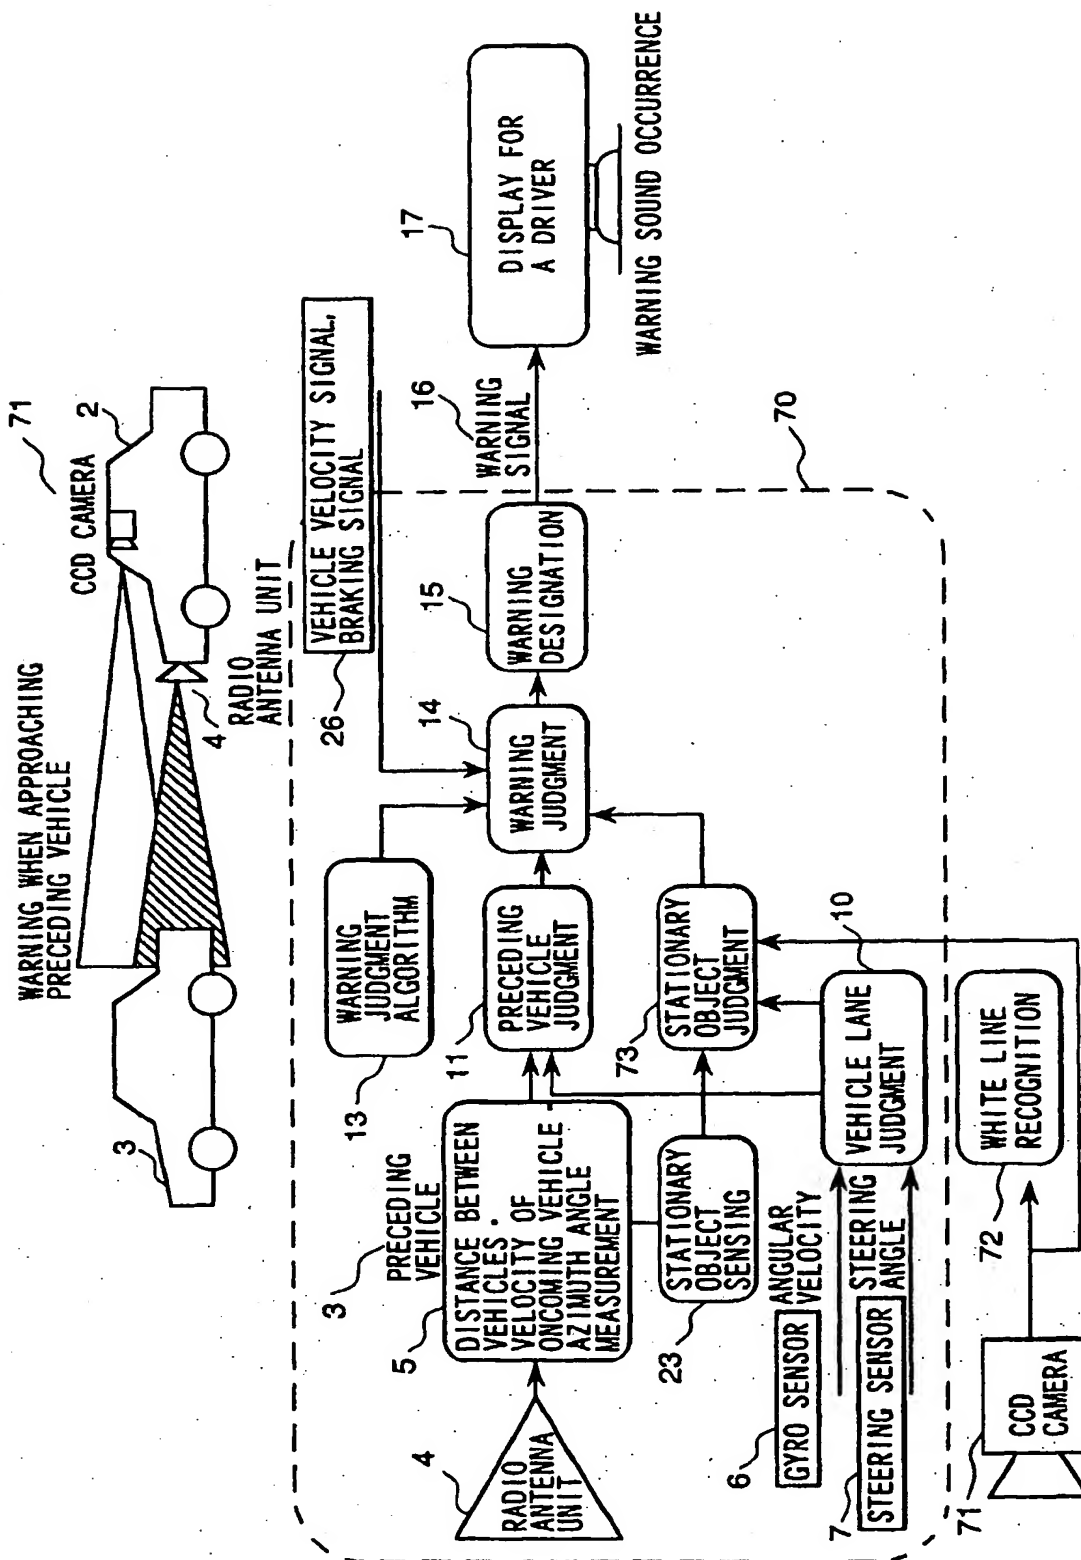 WARNING WHEN APPROACHING
PRECEDING VEHICLE
3
4
RADIO
ANTENNA UNIT
CCD CAMERA
2
71
VEHICLE VELOCITY SIGNAL,
BRAKING SIGNAL
26
WARNING
JUDGMENT
ALGORITHM
13
3
PRECEDING
VEHICLE
4
RADIO
ANTENNA
UNIT
5
DISTANCE BETWEEN
VEHICLES ·
VELOCITY OF
ONCOMING VEHICLE ·
AZIMUTH ANGLE
MEASUREMENT
11
PRECEDING
VEHICLE
JUDGMENT
14
WARNING
JUDGMENT
15
WARNING
DESIGNATION
16
WARNING
SIGNAL
17
DISPLAY FOR
A DRIVER
WARNING SOUND OCCURRENCE
23
STATIONARY
OBJECT
SENSING
73
STATIONARY
OBJECT
JUDGMENT
70
6
GYRO SENSOR
ANGULAR
VELOCITY
7
STEERING SENSOR
STEERING
ANGLE
10
VEHICLE LANE
JUDGMENT
71
CCD
CAMERA
72
WHITE LINE
RECOGNITION